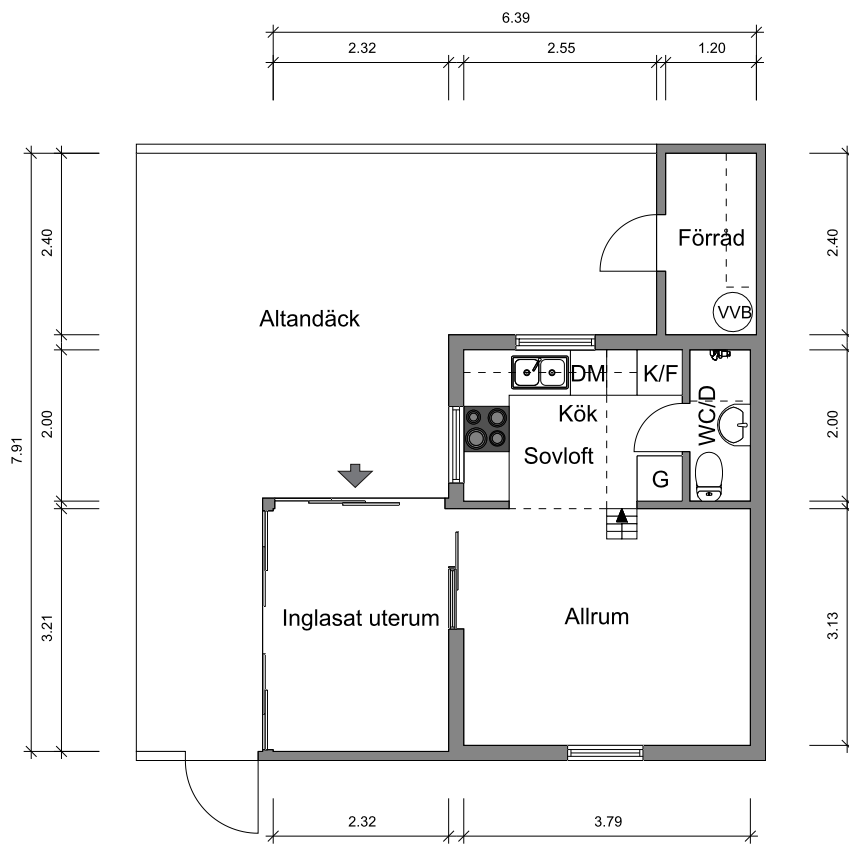 6.39
2.32
2.55
1.20
2.40
2.40
Förråd
VVB
Altandäck
DM
K/F
Kök
WC/D
2.00
2.00
7.91
Sovloft
G
3.21
3.13
Inglasat uterum
Allrum
2.32
3.79